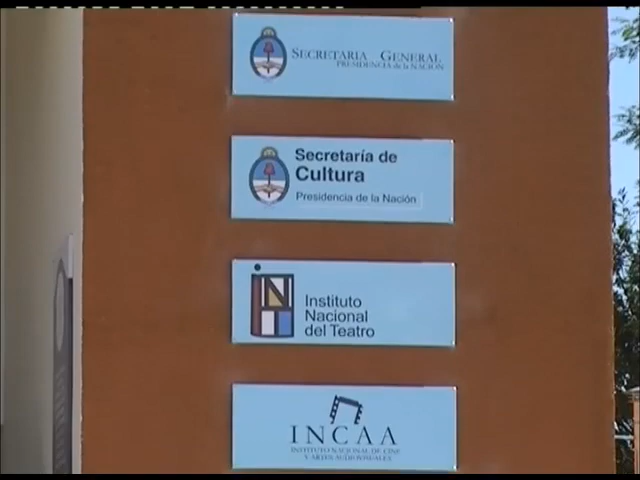 SECRETARIA GENERAL
PRESIDENCIA de la NACIÓN
Secretaría de
Cultura
Presidencia de la Nación
Instituto
Nacional
del Teatro
INCAA
INSTITUTO NACIONAL DE CINE
Y ARTES AUDIOVISUALES